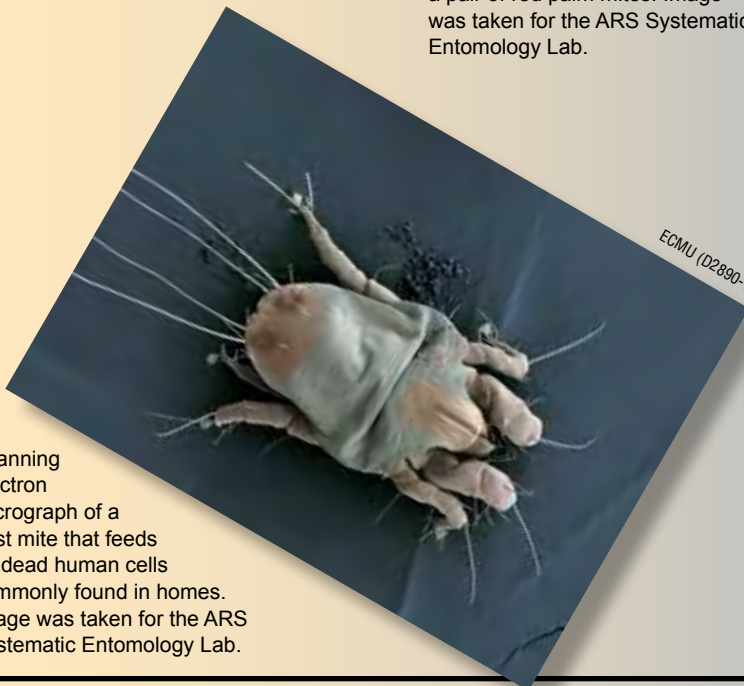 a pair of red palm mites. Image
was taken for the ARS Systematic
Entomology Lab.
ECMU (D2890-
anning
ctron
crograph of a
st mite that feeds
dead human cells
mmonly found in homes.
age was taken for the ARS
stematic Entomology Lab.